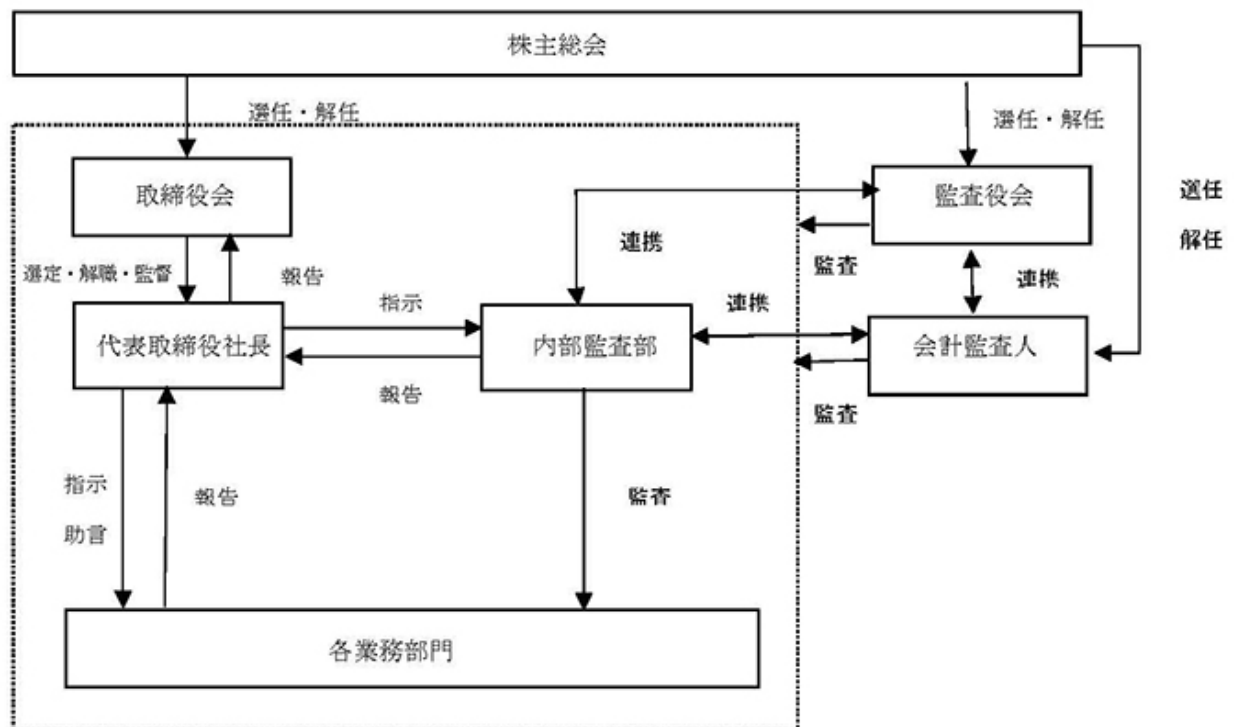 株主総会
選任・解任
選任・解任
取締役会
監査役会
選任
解任
連携
監査
選定・解職・監督
報告
連携
指示
連携
代表取締役社長
内部監査部
会計監査人
報告
監査
指示
助言
報告
監査
各業務部門